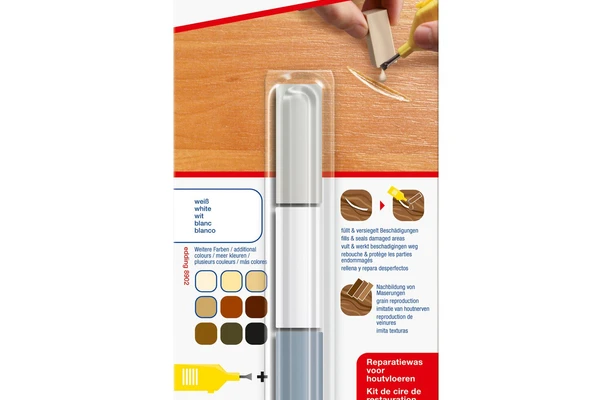 weiß
white
wit
blanc
blanco
Weitere Farben / additional
colours / meer kleuren /
plusieurs couleurs / más colores
edding 8902
füllt & versiegelt Beschädigungen
fills & seals damaged areas
vult & werkt beschadigingen weg
rebouche & protège les parties
endommagés
rellena y repara desperfectos
Nachbildung von
Maserungen
grain reproduction
imitatie van houtnerven
reproduction de
veinures
imita texturas
+
Reparatiewas
voor
houtvloeren
Kit de cire de
restauration